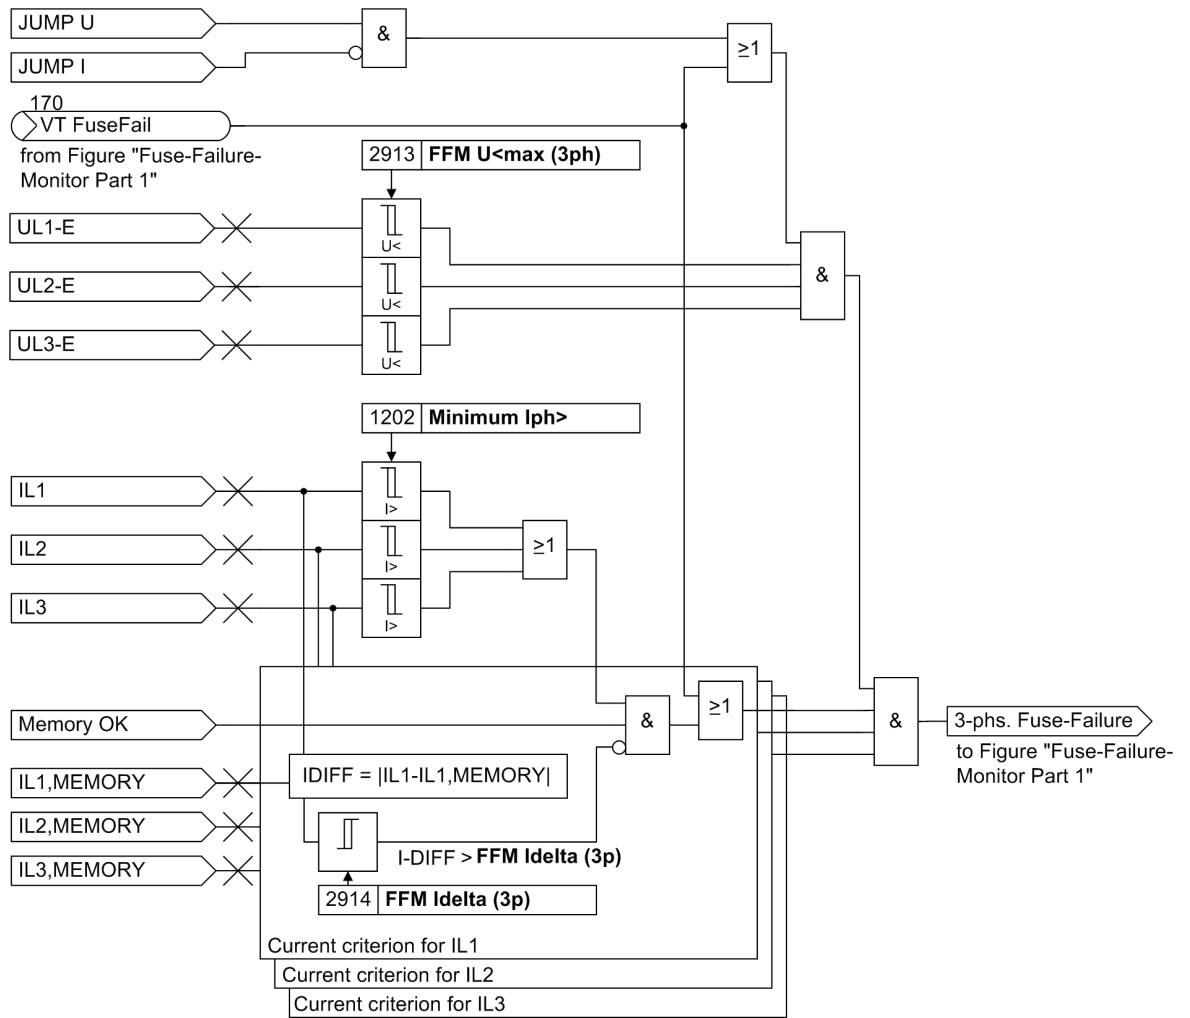 JUMP U
&
≥1
JUMP I
170
VT FuseFail
from Figure "Fuse-Failure-
Monitor Part 1"
2913 FFM U<max (3ph)
UL1-E
U<
UL2-E
U<
&
UL3-E
U<
1202 Minimum Iph>
IL1
I>
IL2
I>
≥1
IL3
I>
Memory OK
&
≥1
&
3-phs. Fuse-Failure
to Figure "Fuse-Failure-
Monitor Part 1"
IL1,MEMORY
IDIFF = |IL1-IL1,MEMORY|
IL2,MEMORY
IL3,MEMORY
I-DIFF > FFM Idelta (3p)
2914 FFM Idelta (3p)
Current criterion for IL1
Current criterion for IL2
Current criterion for IL3